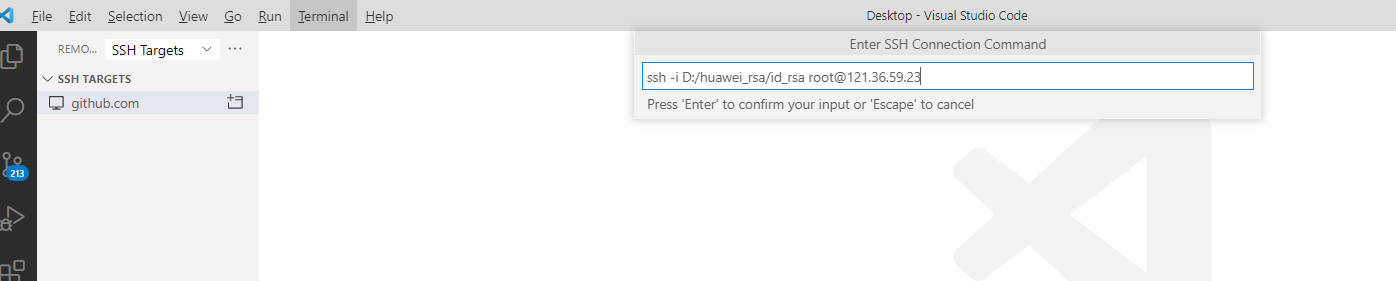 File Edit Selection View Go Run Terminal Help Desktop - Visual Studio Code
REMO... SSH Targets ...
Enter SSH Connection Command
SSH TARGETS
ssh -i D:/huawei_rsa/id_rsa root@121.36.59.23
github.com
Press 'Enter' to confirm your input or 'Escape' to cancel
213